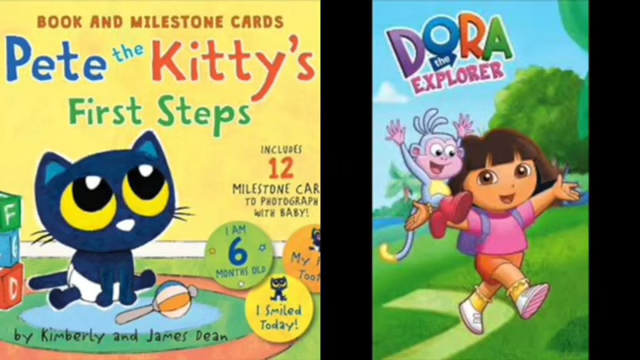 BOOK AND MILESTONE CARDS
Pete the Kitty's
First Steps
INCLUDES
12
MILESTONE CAR
TO PHOTOGRAPH
WITH BABY!
I AM
6
MONTHS OLD
My
I Smiled
Today!
by Kimberly and James Dean
F
D
DORA
the
EXPLORER